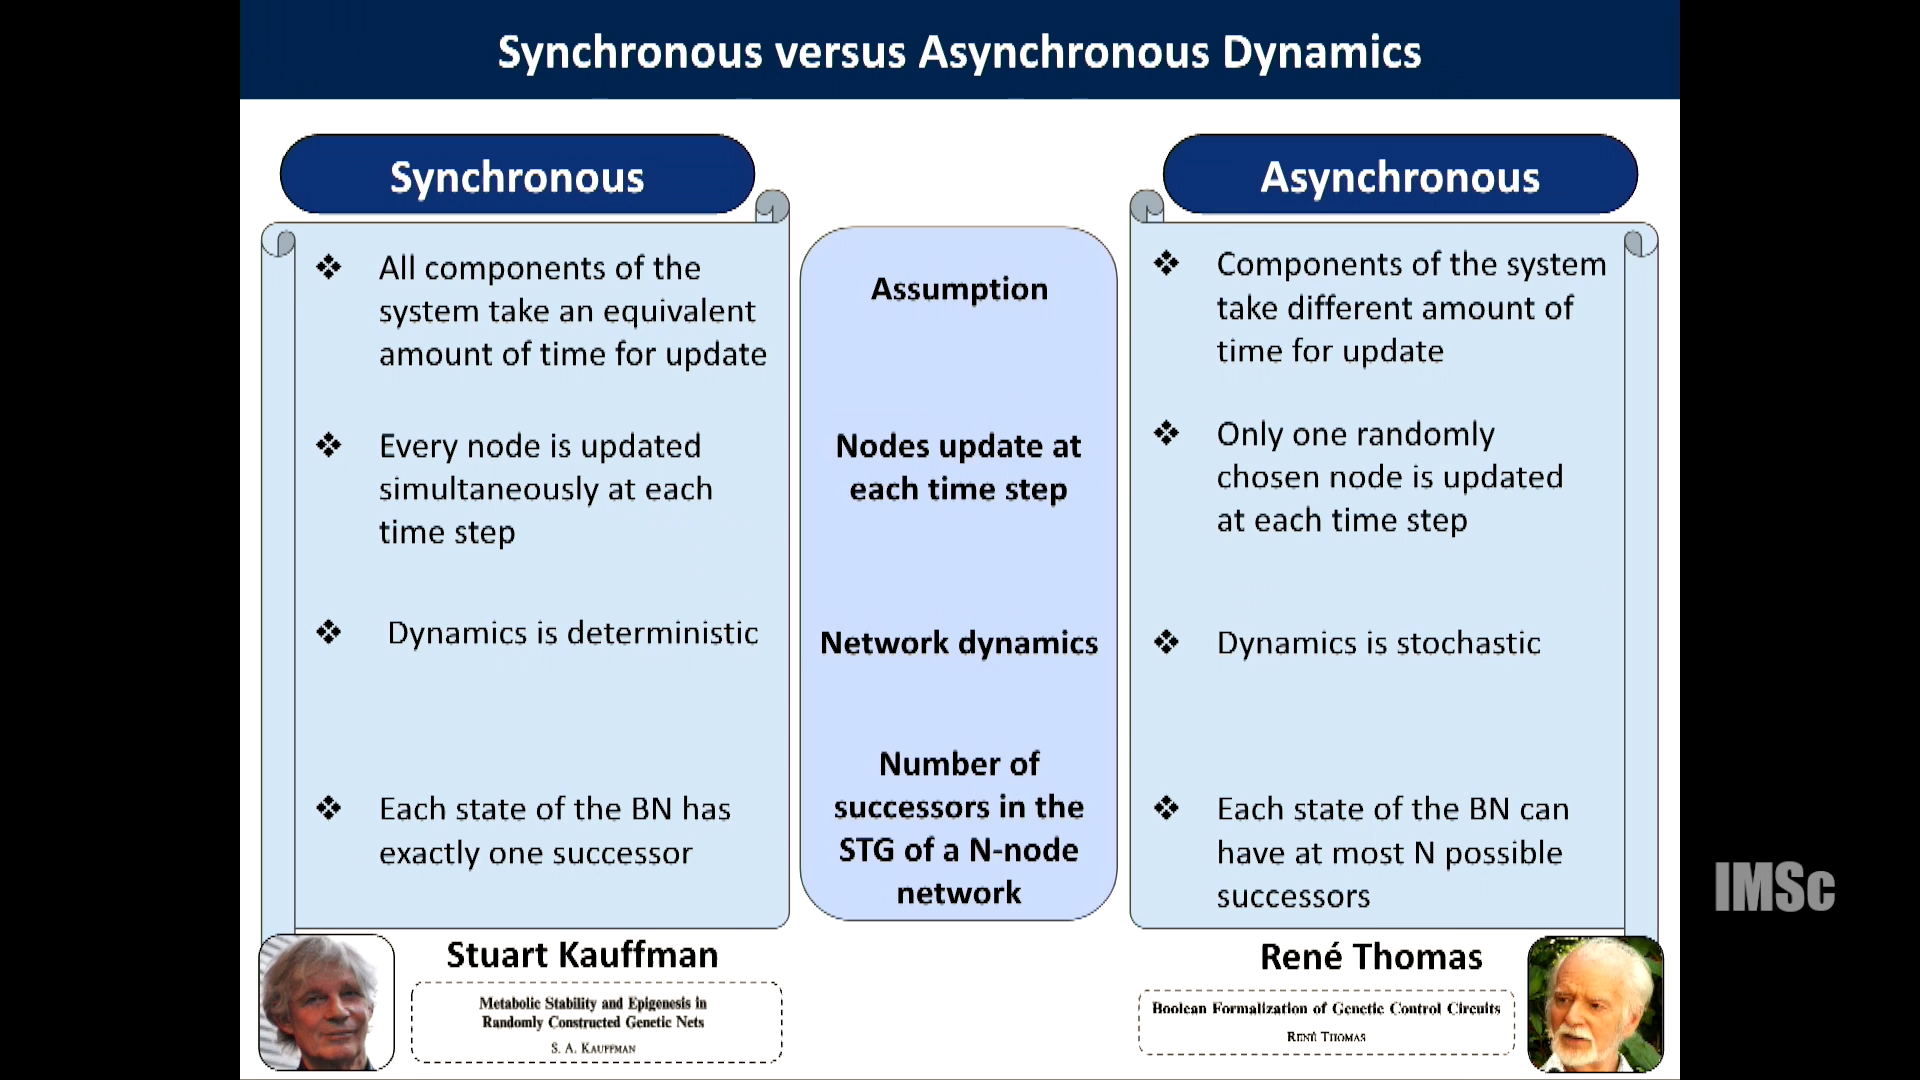 Synchronous versus Asynchronous Dynamics
Synchronous
All components of the
system take an equivalent
amount of time for update
Every node is updated
simultaneously at each
time step
Dynamics is deterministic
Each state of the BN has
exactly one successor
Assumption
Nodes update at
each time step
Network dynamics
Number of
successors in the
STG of a N-node
network
Asynchronous
Components of the system
take different amount of
time for update
Only one randomly
chosen node is updated
at each time step
Dynamics is stochastic
Each state of the BN can
have at most N possible
successors
Stuart Kauffman
Metabolic Stability and Epigenesis in
Randomly Constructed Genetic Nets
S. A. KAUFFMAN
René Thomas
Boolean Formalization of Genetic Control Circuits
RENÉ THOMAS
IMSc